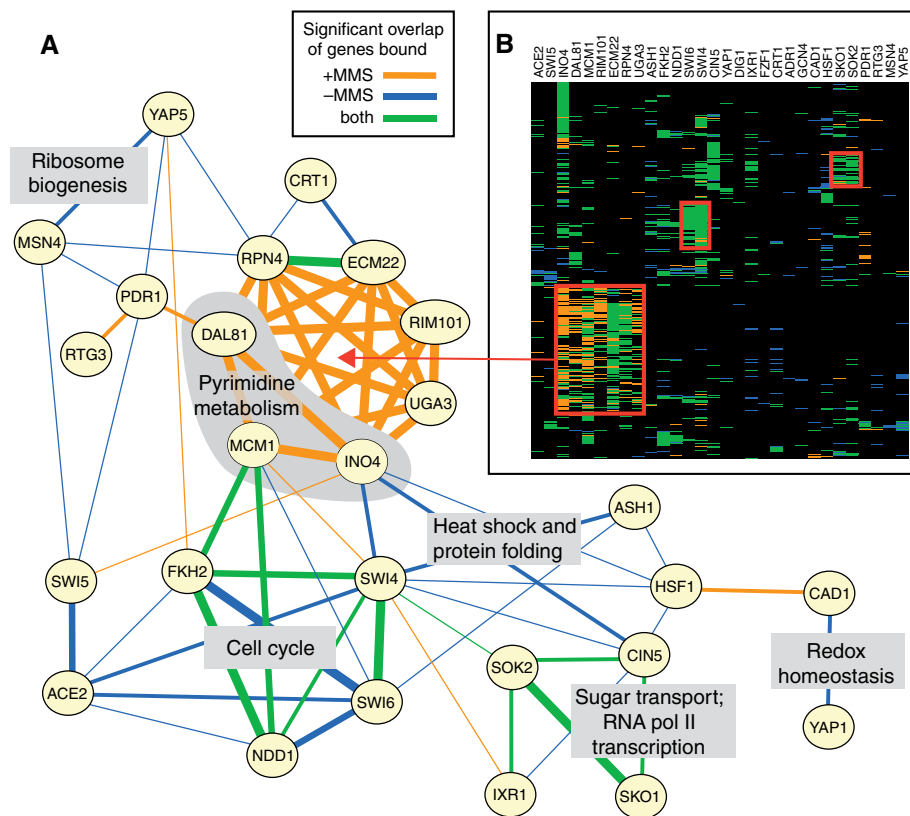 A
Significant overlap
of genes bound
+MMS
–MMS
both
B
ACE2
SWI5
INO4
DAL81
MCM1
RIM101
ECM22
RPN4
UGA3
ASH1
FKH2
NDD1
SWI6
SWI4
CIN5
YAP1
DIG1
IXR1
FZF1
CRT1
ADR1
GCN4
CAD1
HSF1
SKO1
SOK2
PDR1
RTG3
MSN4
YAP5
YAP5
Ribosome
biogenesis
CRT1
MSN4
RPN4
ECM22
PDR1
RIM101
DAL81
RTG3
Pyrimidine
metabolism
UGA3
MCM1
INO4
ASH1
Heat shock and
protein folding
SWI5
FKH2
SWI4
HSF1
CAD1
Cell cycle
SOK2
CIN5
Redox
homeostasis
ACE2
SWI6
Sugar transport;
RNA pol II
transcription
YAP1
NDD1
IXR1
SKO1